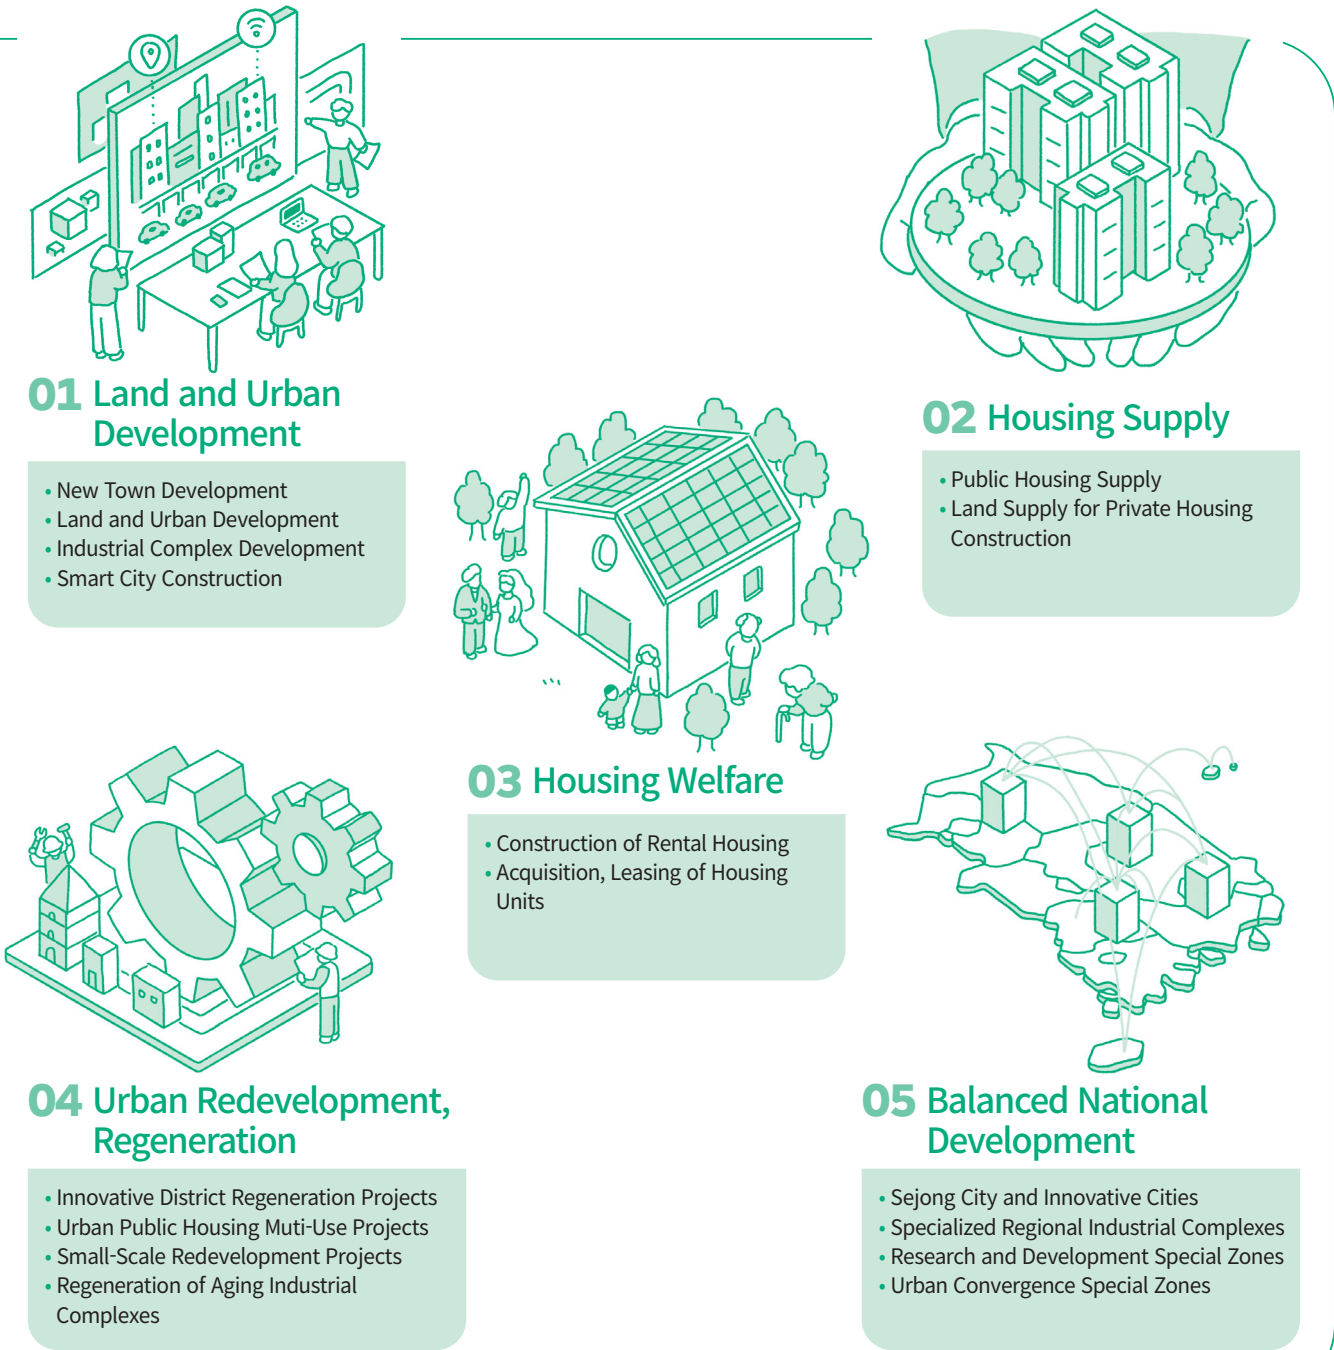 01 Land and Urban
Development
• New Town Development
• Land and Urban Development
• Industrial Complex Development
• Smart City Construction
02 Housing Supply
• Public Housing Supply
• Land Supply for Private Housing
Construction
03 Housing Welfare
• Construction of Rental Housing
• Acquisition, Leasing of Housing
Units
04 Urban Redevelopment,
Regeneration
• Innovative District Regeneration Projects
• Urban Public Housing Muti-Use Projects
• Small-Scale Redevelopment Projects
• Regeneration of Aging Industrial
Complexes
05 Balanced National
Development
• Sejong City and Innovative Cities
• Specialized Regional Industrial Complexes
• Research and Development Special Zones
• Urban Convergence Special Zones